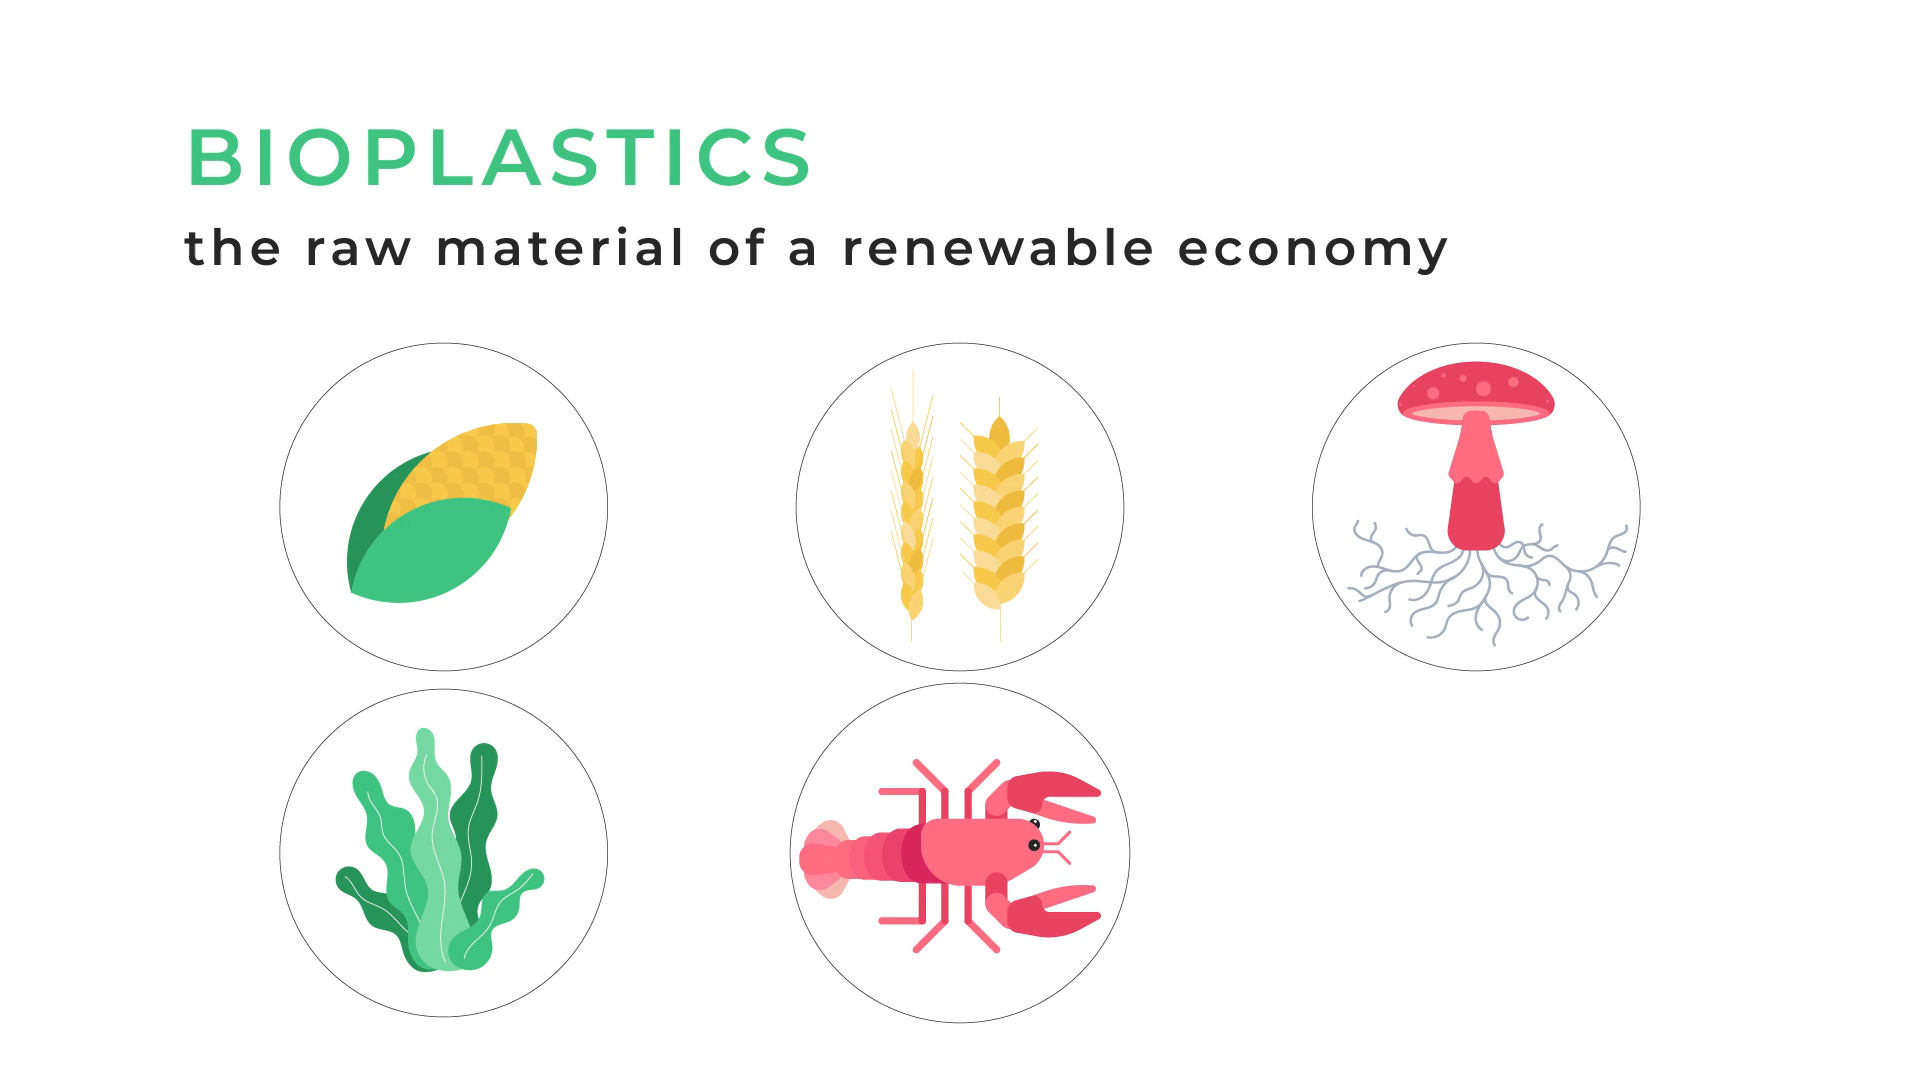 BIOPLASTICS
the raw material of a renewable economy